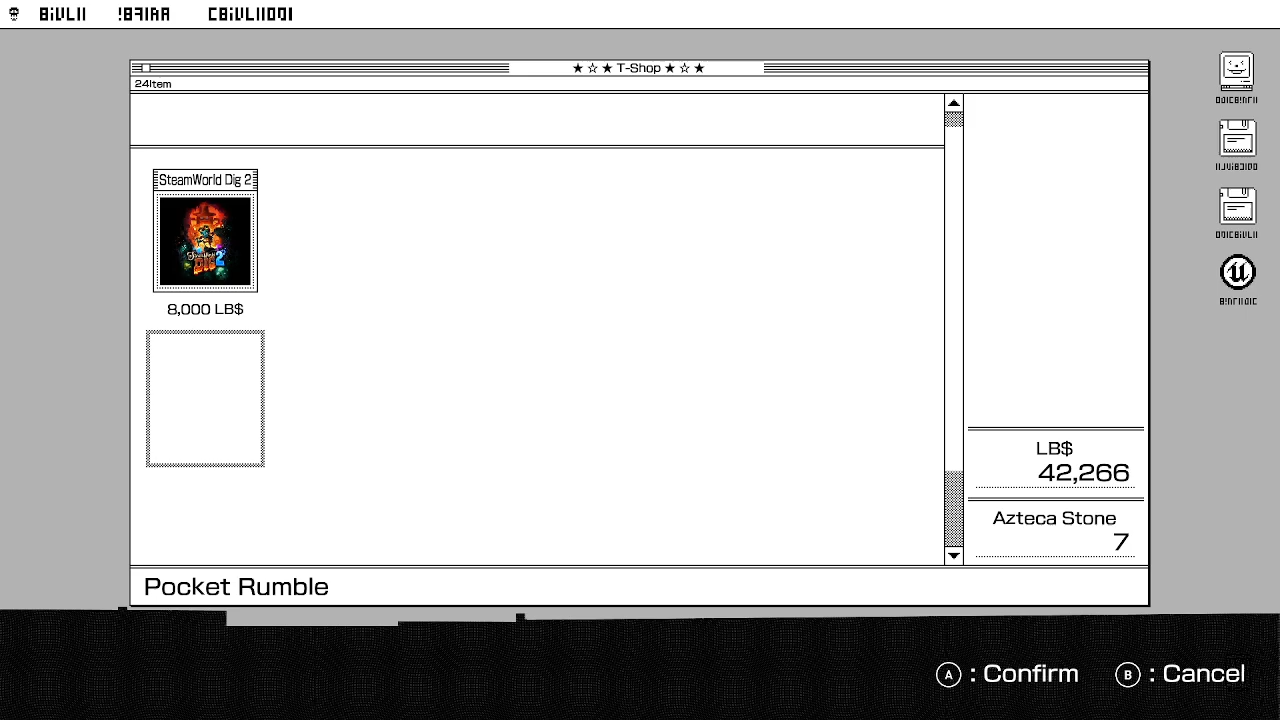 ★ ☆ ★ T-Shop ★ ☆ ★
24Item
SteamWorld Dig 2
8,000 LB$
LB$
42,266
Azteca Stone
7
Pocket Rumble
A : Confirm B : Cancel